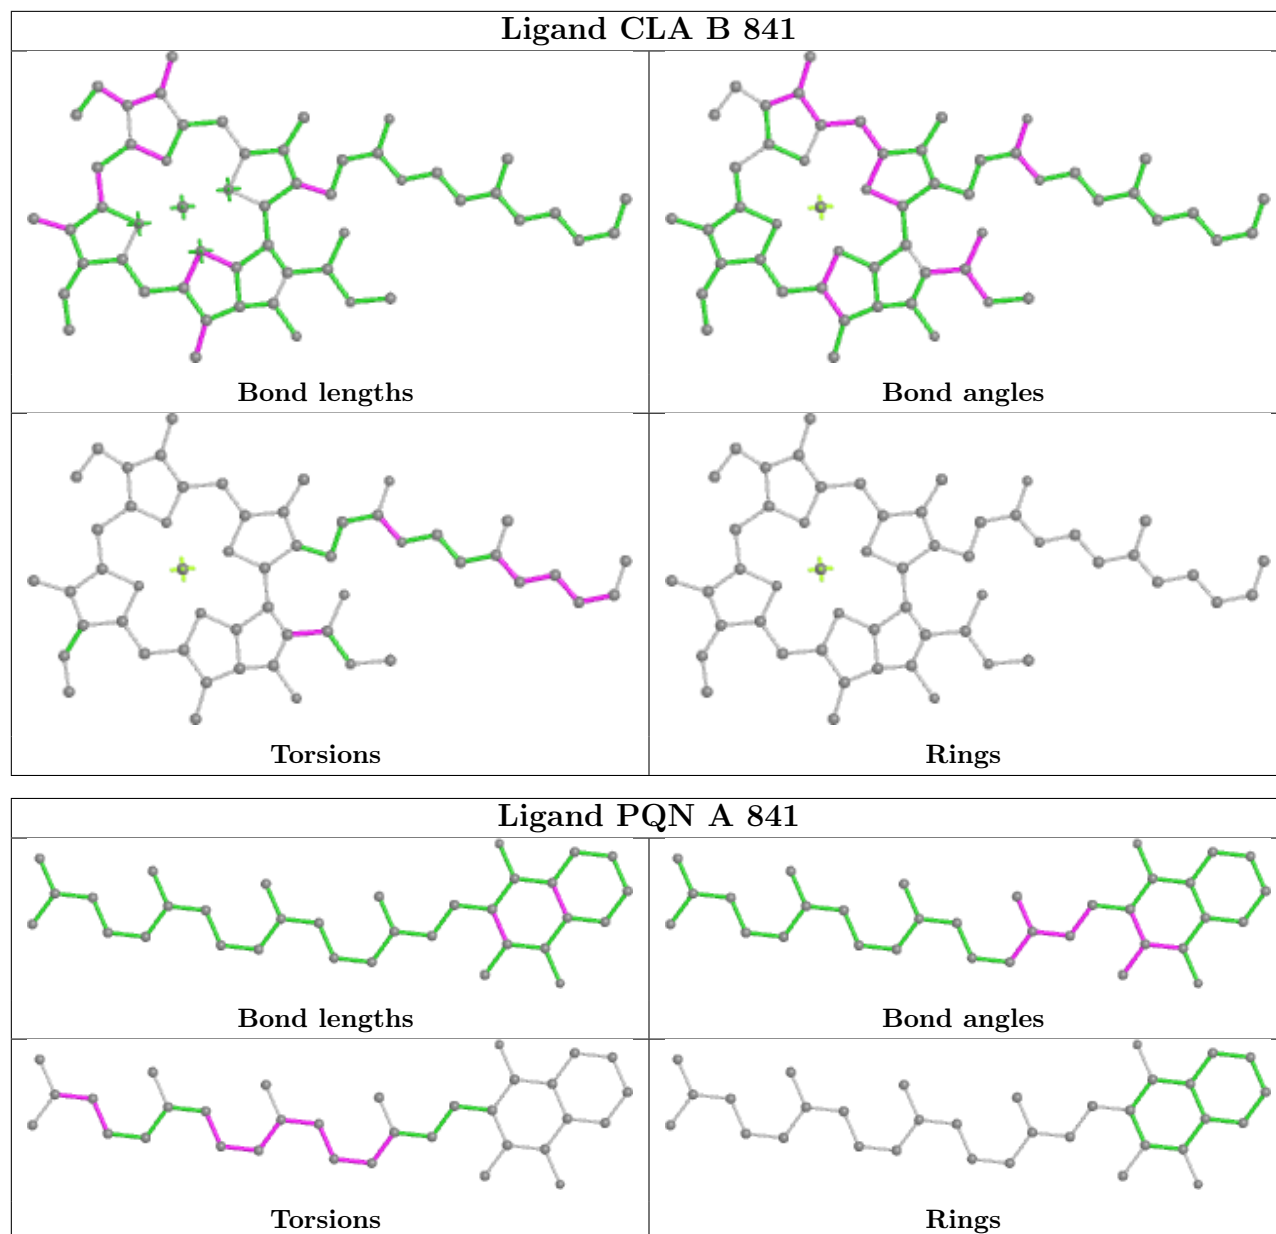 Ligand CLA B 841
Bond lengths
Bond angles
Torsions
Rings
Ligand PQN A 841
Bond lengths
Bond angles
Torsions
Rings